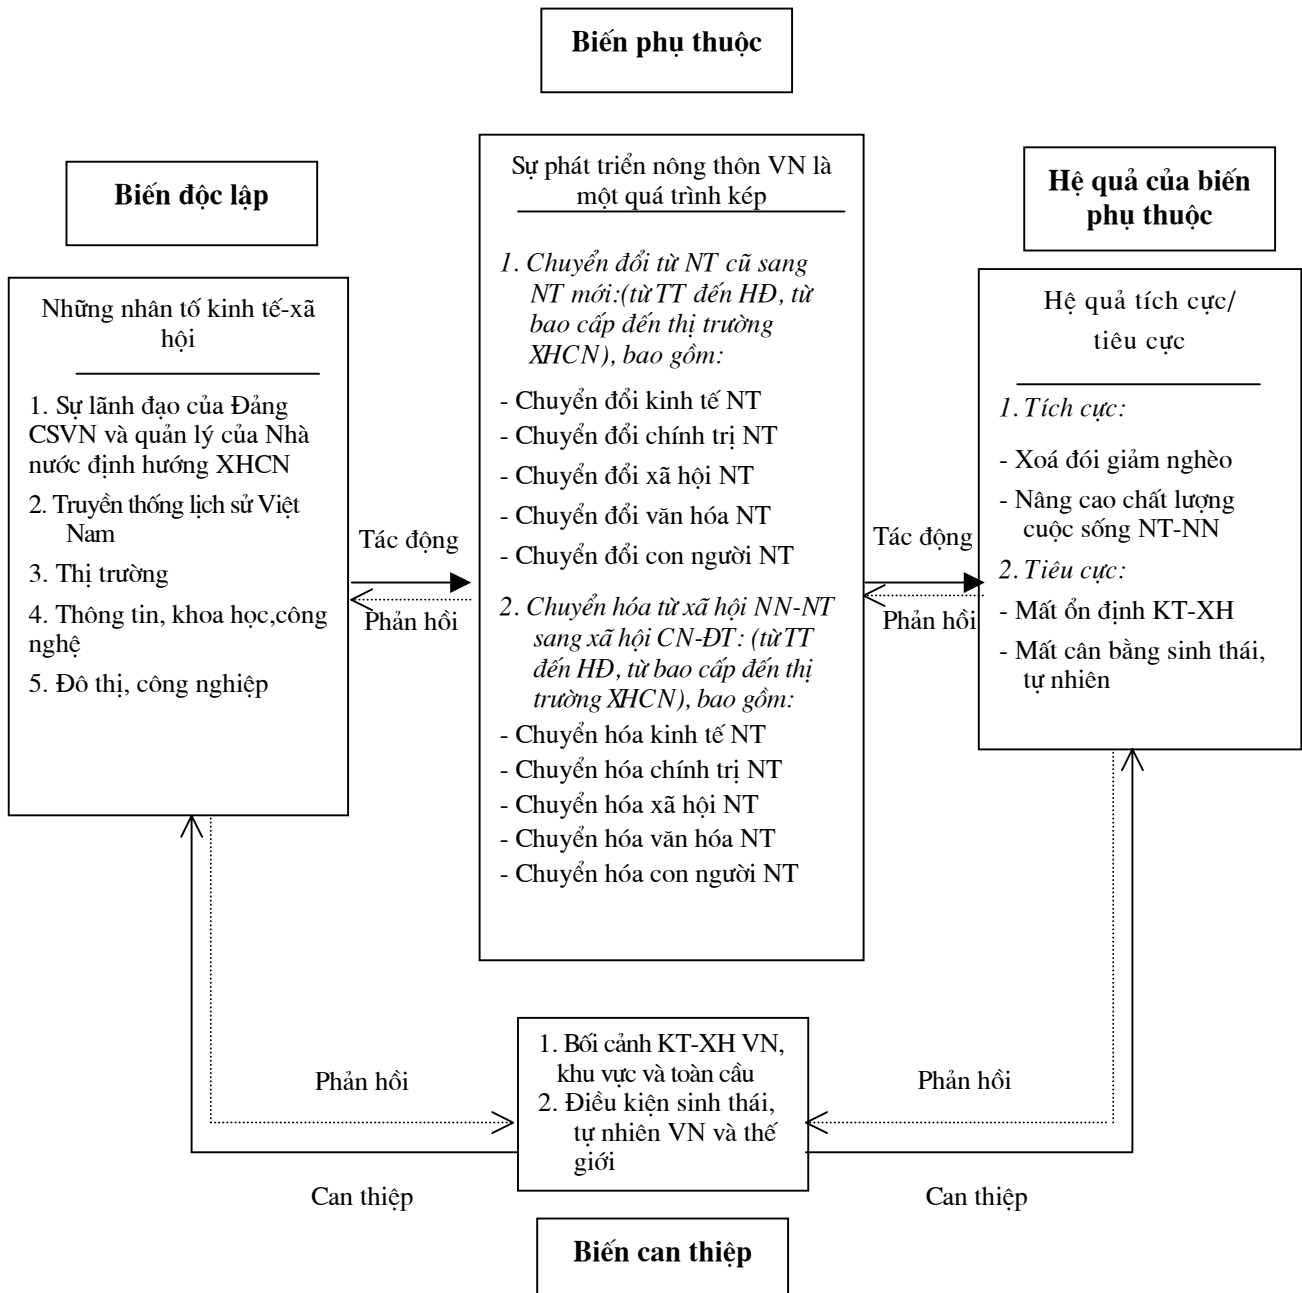 Biến phụ thuộc
Biến độc lập
Những nhân tố kinh tế-xã
hội
1. Sự lãnh đạo của Đảng
CSVN và quản lý của Nhà
nước định hướng XHCN
2. Truyền thống lịch sử Việt
Nam
3. Thị trường
4. Thông tin, khoa học,công
nghệ
5. Đô thị, công nghiệp
Tác động
Phản hồi
Sự phát triển nông thôn VN là
một quá trình kép
1. Chuyển đổi từ NT cũ sang
NT mới:(từ TT đến HĐ, từ
bao cấp đến thị trường
XHCN), bao gồm:
- Chuyển đổi kinh tế NT
- Chuyển đổi chính trị NT
- Chuyển đổi xã hội NT
- Chuyển đổi văn hóa NT
- Chuyển đổi con người NT
2. Chuyển hóa từ xã hội NN-NT
sang xã hội CN-ĐT: (từ TT
đến HĐ, từ bao cấp đến thị
trường XHCN), bao gồm:
- Chuyển hóa kinh tế NT
- Chuyển hóa chính trị NT
- Chuyển hóa xã hội NT
- Chuyển hóa văn hóa NT
- Chuyển hóa con người NT
Tác động
Phản hồi
Hệ quả của biến
phụ thuộc
Hệ quả tích cực/
tiêu cực
1. Tích cực:
- Xoá đói giảm nghèo
- Nâng cao chất lượng
cuộc sống NT-NN
2. Tiêu cực:
- Mất ổn định KT-XH
- Mất cân bằng sinh thái,
tự nhiên
Phản hồi
Can thiệp
1. Bối cảnh KT-XH VN,
khu vực và toàn cầu
2. Điều kiện sinh thái,
tự nhiên VN và thế
giới
Phản hồi
Can thiệp
Biến can thiệp